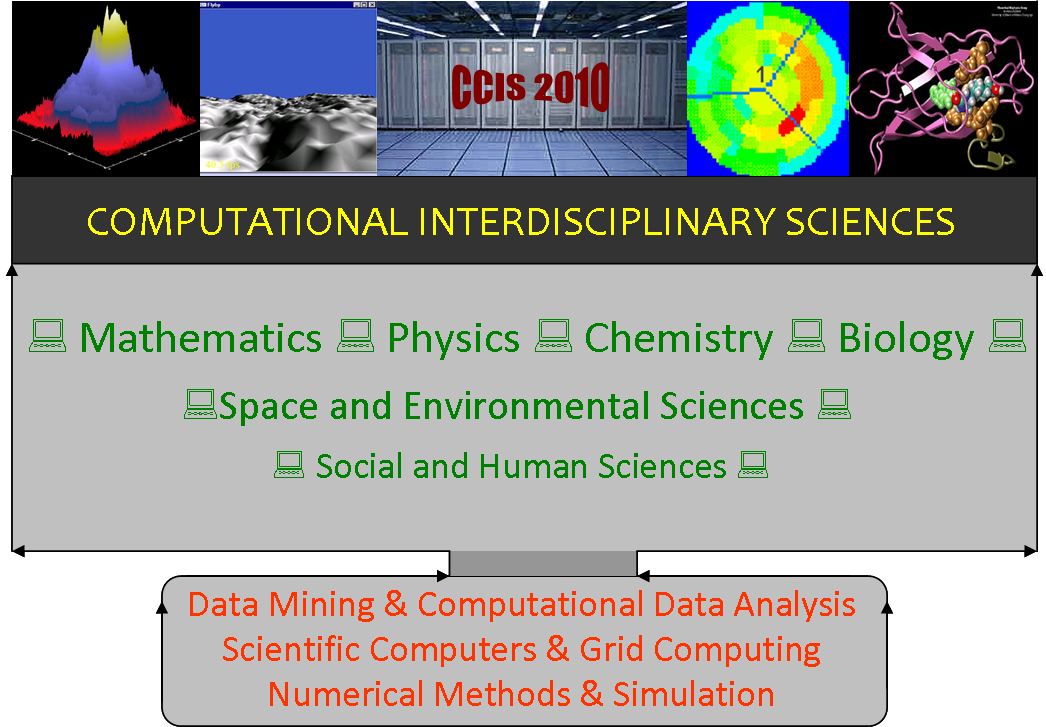 Flyby
CCIS 2010
1
COMPUTATIONAL INTERDISCIPLINARY SCIENCES
Mathematics Physics Chemistry Biology
Space and Environmental Sciences
Social and Human Sciences
Data Mining & Computational Data Analysis
Scientific Computers & Grid Computing
Numerical Methods & Simulation